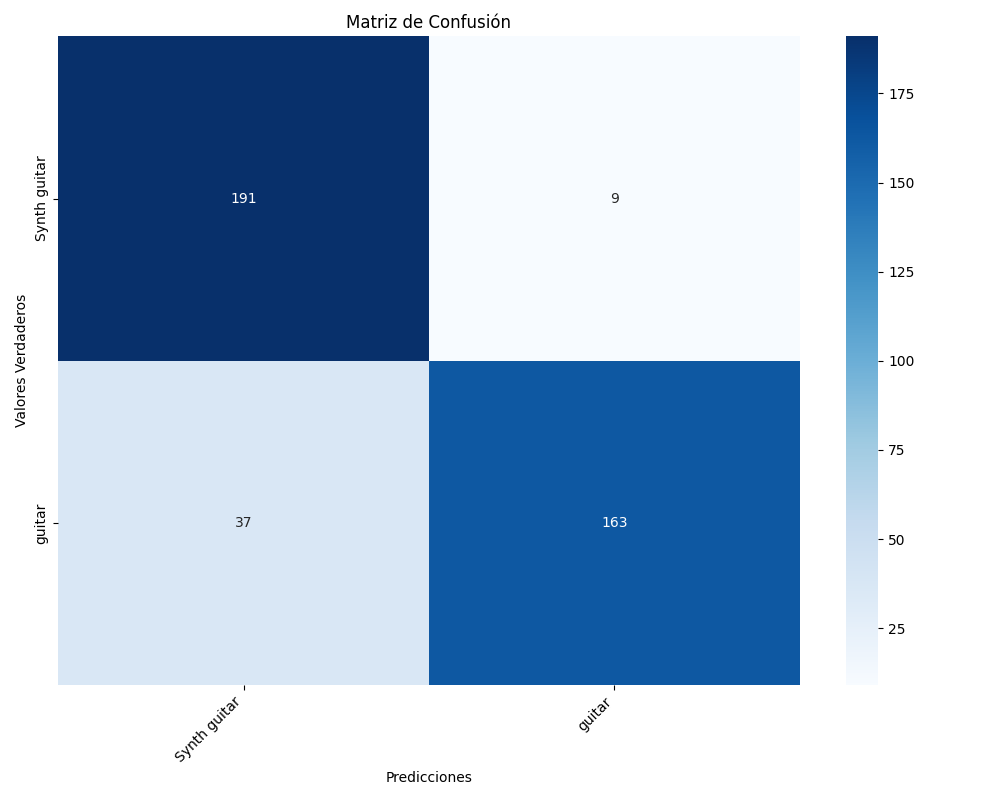 Matriz de Confusión
Synth guitar
guitar
Valores Verdaderos
191
9
37
163
Synth guitar
guitar
Predicciones
175
150
125
100
75
50
25